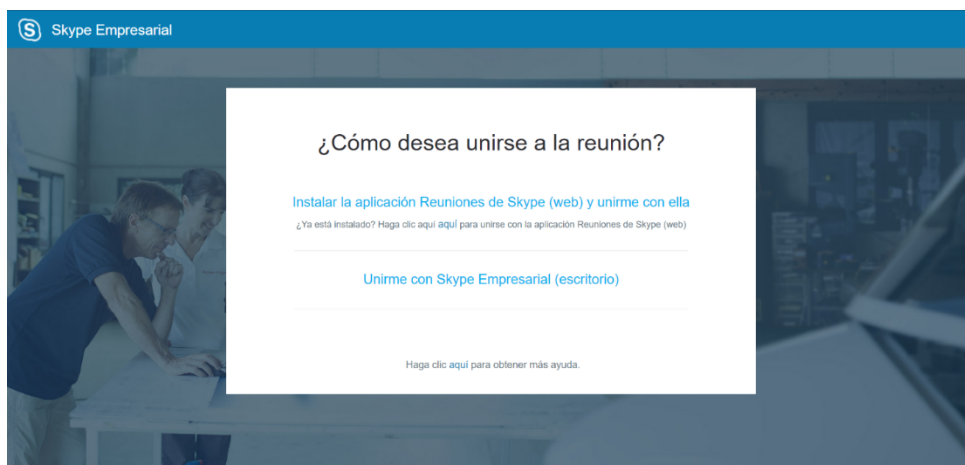 Skype Empresarial
¿Cómo desea unirse a la reunión?
Instalar la aplicación Reuniones de Skype (web) y unirme con ella
¿Ya está instalado? Haga clic aquí aquí para unirse con la aplicación Reuniones de Skype (web)
Unirme con Skype Empresarial (escritorio)
Haga clic aquí para obtener más ayuda.